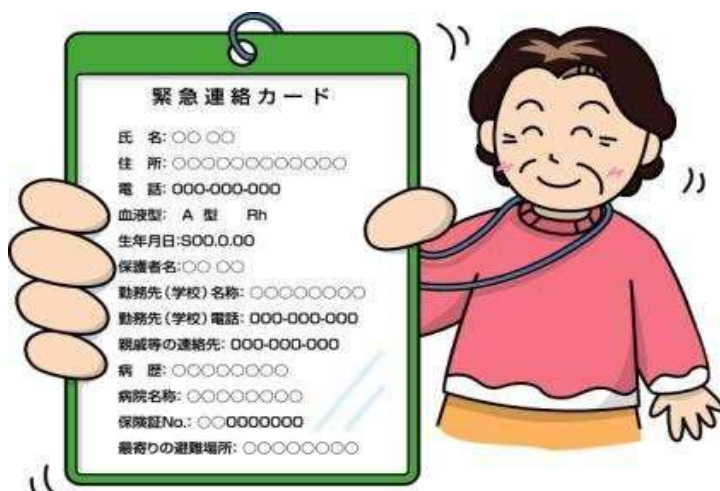 緊急連絡カード
氏　名：○○ ○○
住　所：○○○○○○○○○○○○
電　話：000-000-000
血液型：　A 型　　Rh
生年月日：S00.0.00
保護者名：○○ ○○
勤務先（学校）名称：○○○○○○○○
勤務先（学校）電話：000-000-000
親戚等の連絡先：000-000-000
病　歴：○○○○○○○○
病院名称：○○○○○○○○
保険証No.：○○0000000
最寄りの避難場所：○○○○○○○○